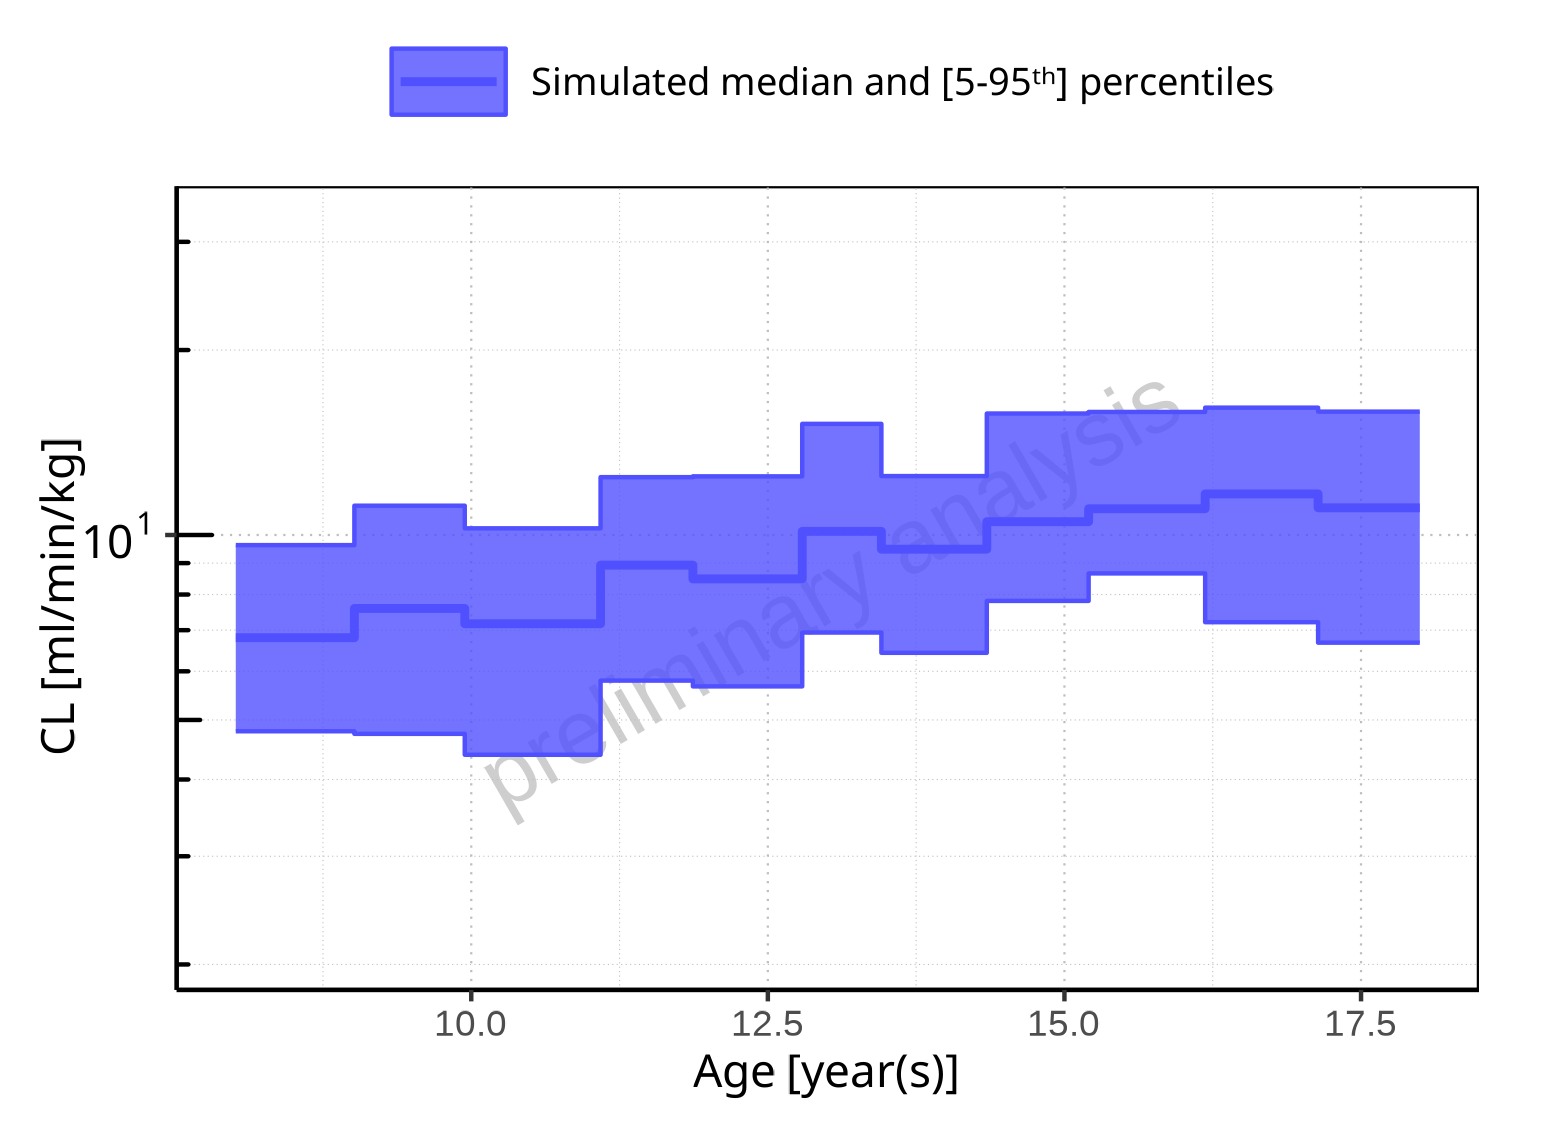 Simulated median and [5-95ᵗʰ] percentiles
CL [ml/min/kg]
10¹
preliminary analysis
10.0 12.5 15.0 17.5
Age [year(s)]